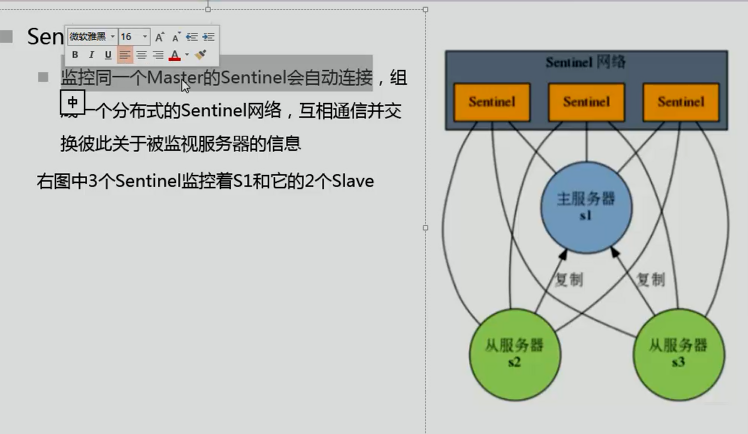 Sen
微软雅黑 16 A A
B I U A
监控同一个Master的Sentinel会自动连接，组
中 一个分布式的Sentinel网络，互相通信并交
换彼此关于被监视服务器的信息
右图中3个Sentinel监控着S1和它的2个Slave
Sentinel 网络
Sentinel Sentinel Sentinel
主服务器
s1
复制 复制
从服务器 从服务器
s2 s3